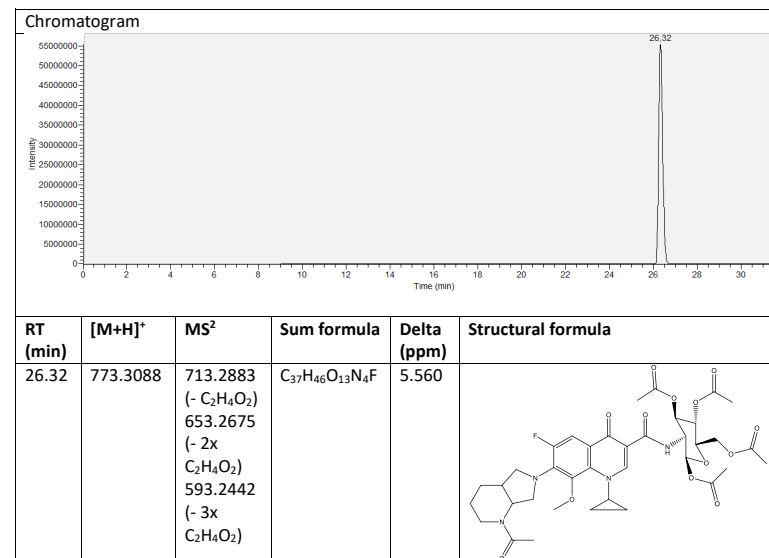 Chromatogram
26.32
55000000
50000000
45000000
40000000
35000000
30000000
25000000
20000000
15000000
10000000
5000000
0
Intensity
0 2 4 6 8 10 12 14 16 18 20 22 24 26 28 30
Time (min)
RT (min) [M+H]⁺ MS² Sum formula Delta (ppm) Structural formula
26.32 773.3088 713.2883 C₃₇H₄₆O₁₃N₄F 5.560
(- C₂H₄O₂)
653.2675
(- 2x
C₂H₄O₂)
593.2442
(- 3x
C₂H₄O₂)
O
O
O
O
O
O
F
N
H
O
O
O
O
N
N
O
O
N
O